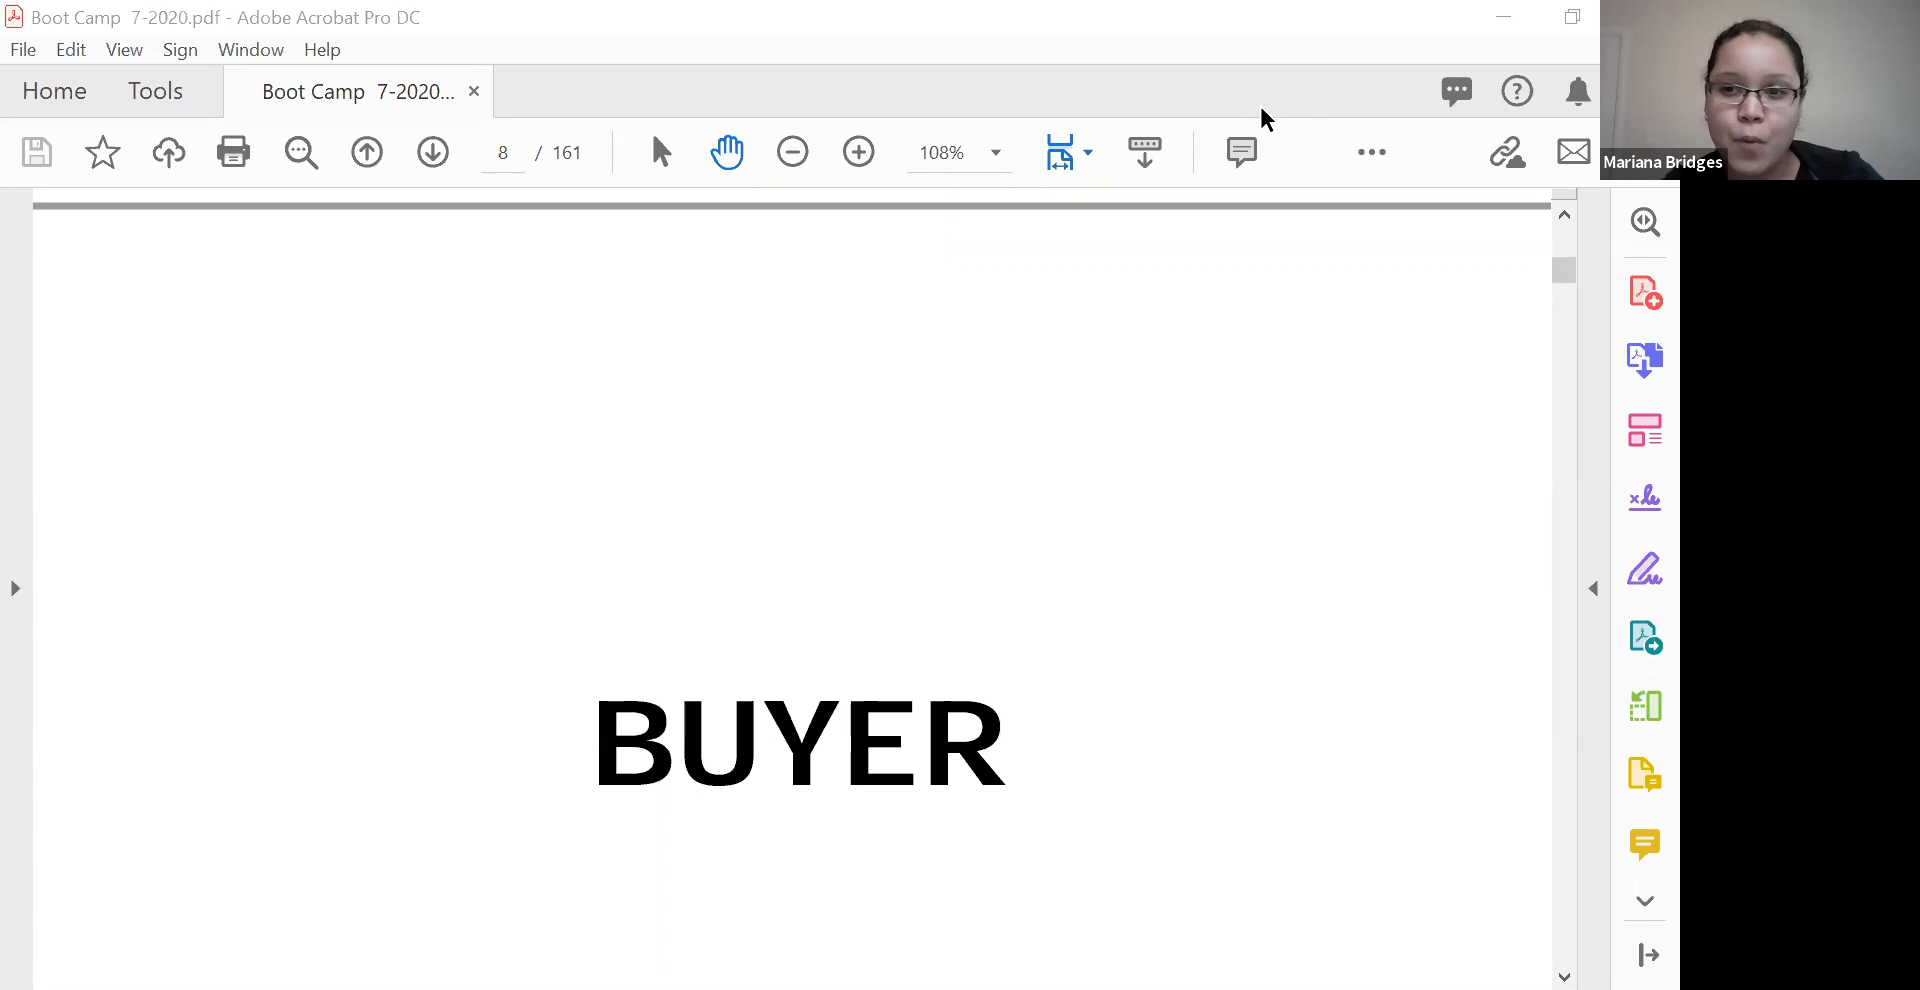 Boot Camp 7-2020.pdf - Adobe Acrobat Pro DC
File Edit View Sign Window Help
Home Tools Boot Camp 7-2020... ×
8 / 161 108%
Mariana Bridges
BUYER